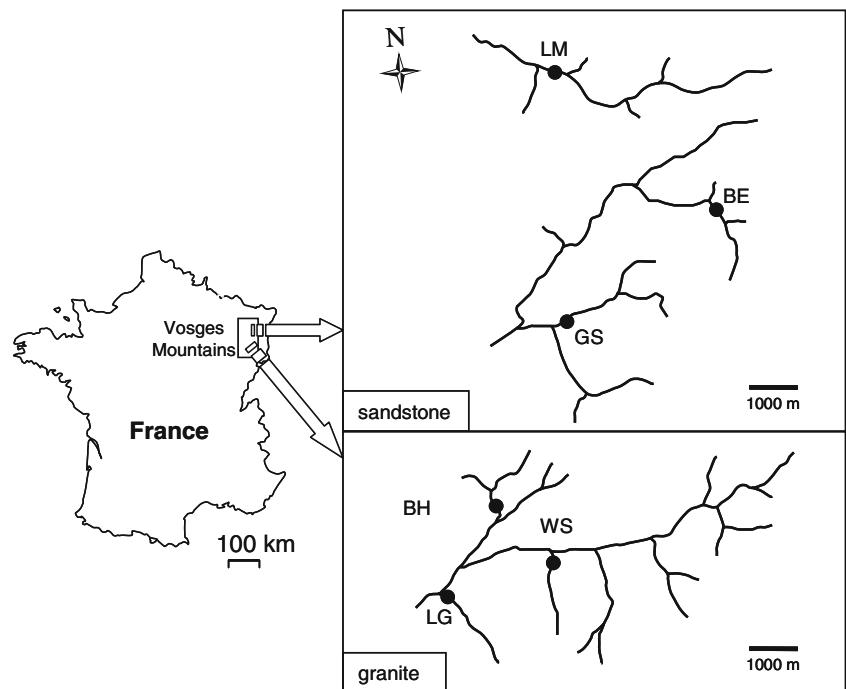 N
LM
BE
GS
sandstone
1000 m
Vosges
Mountains
France
100 km
BH
WS
LG
granite
1000 m